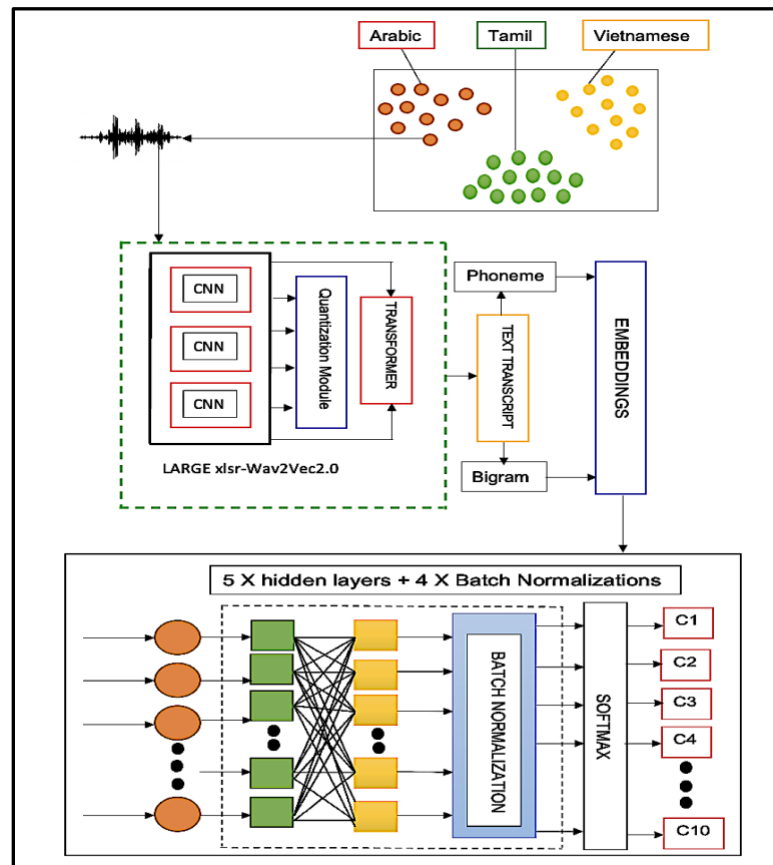 Arabic
Tamil
Vietnamese
CNN
CNN
CNN
Quantization Module
TRANSFORMER
LARGE xlsr-Wav2Vec2.0
Phoneme
TEXT TRANSCRIPT
Bigram
EMBEDDINGS
5 X hidden layers + 4 X Batch Normalizations
BATCH NORMALIZATION
SOFTMAX
C1
C2
C3
C4
C10